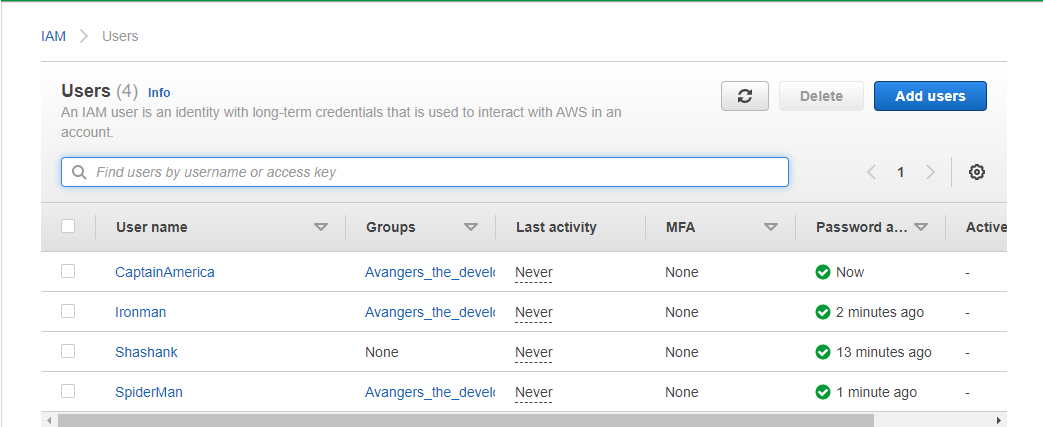 IAM > Users
Users (4) Info
Delete
Add users
An IAM user is an identity with long-term credentials that is used to interact with AWS in an
account.
Find users by username or access key
1
User name Groups Last activity MFA Password a... Active
CaptainAmerica Avangers_the_develo Never None Now -
Ironman Avangers_the_develo Never None 2 minutes ago -
Shashank None Never None 13 minutes ago -
SpiderMan Avangers_the_develo Never None 1 minute ago -